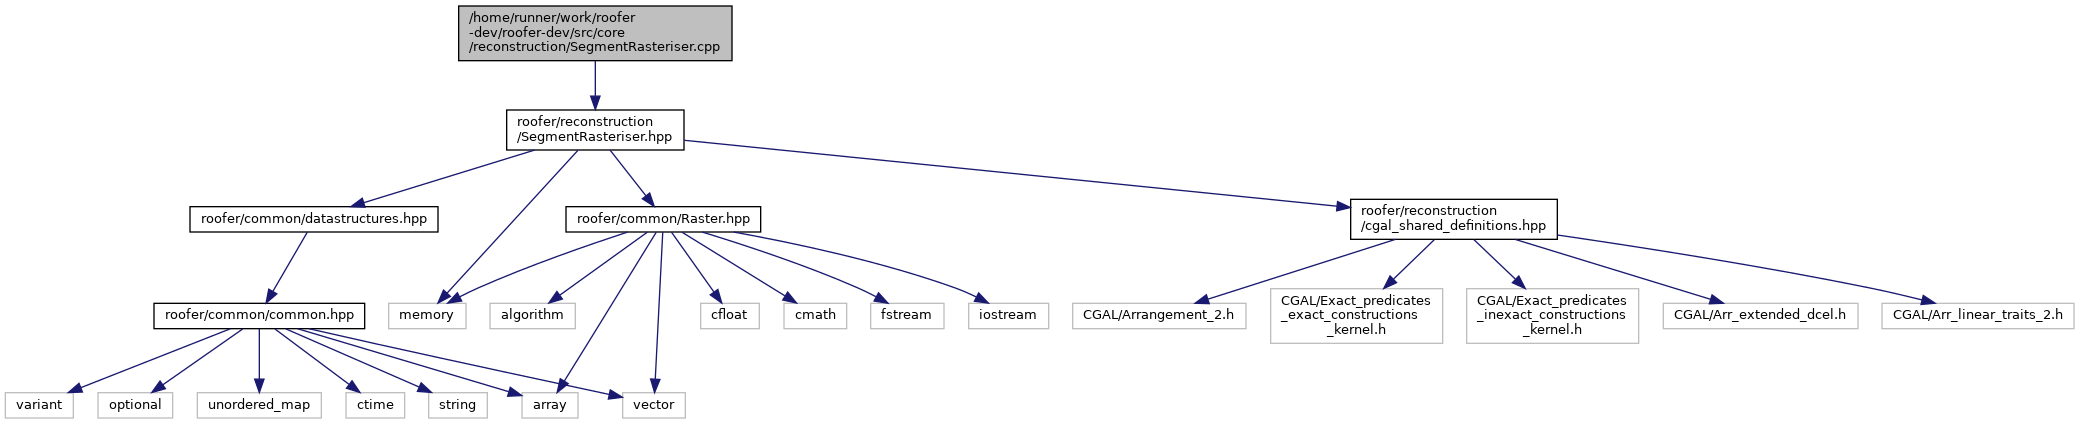 /home/runner/work/roofer
-dev/roofer-dev/src/core
/reconstruction/SegmentRasteriser.cpp
roofer/reconstruction
/SegmentRasteriser.hpp
roofer/common/datastructures.hpp
roofer/common/Raster.hpp
roofer/reconstruction
/cgal_shared_definitions.hpp
roofer/common/common.hpp
memory
algorithm
cfloat
cmath
fstream
iostream
CGAL/Arrangement_2.h
CGAL/Exact_predicates
_exact_constructions
_kernel.h
CGAL/Exact_predicates
_inexact_constructions
_kernel.h
CGAL/Arr_extended_dcel.h
CGAL/Arr_linear_traits_2.h
variant
optional
unordered_map
ctime
string
array
vector